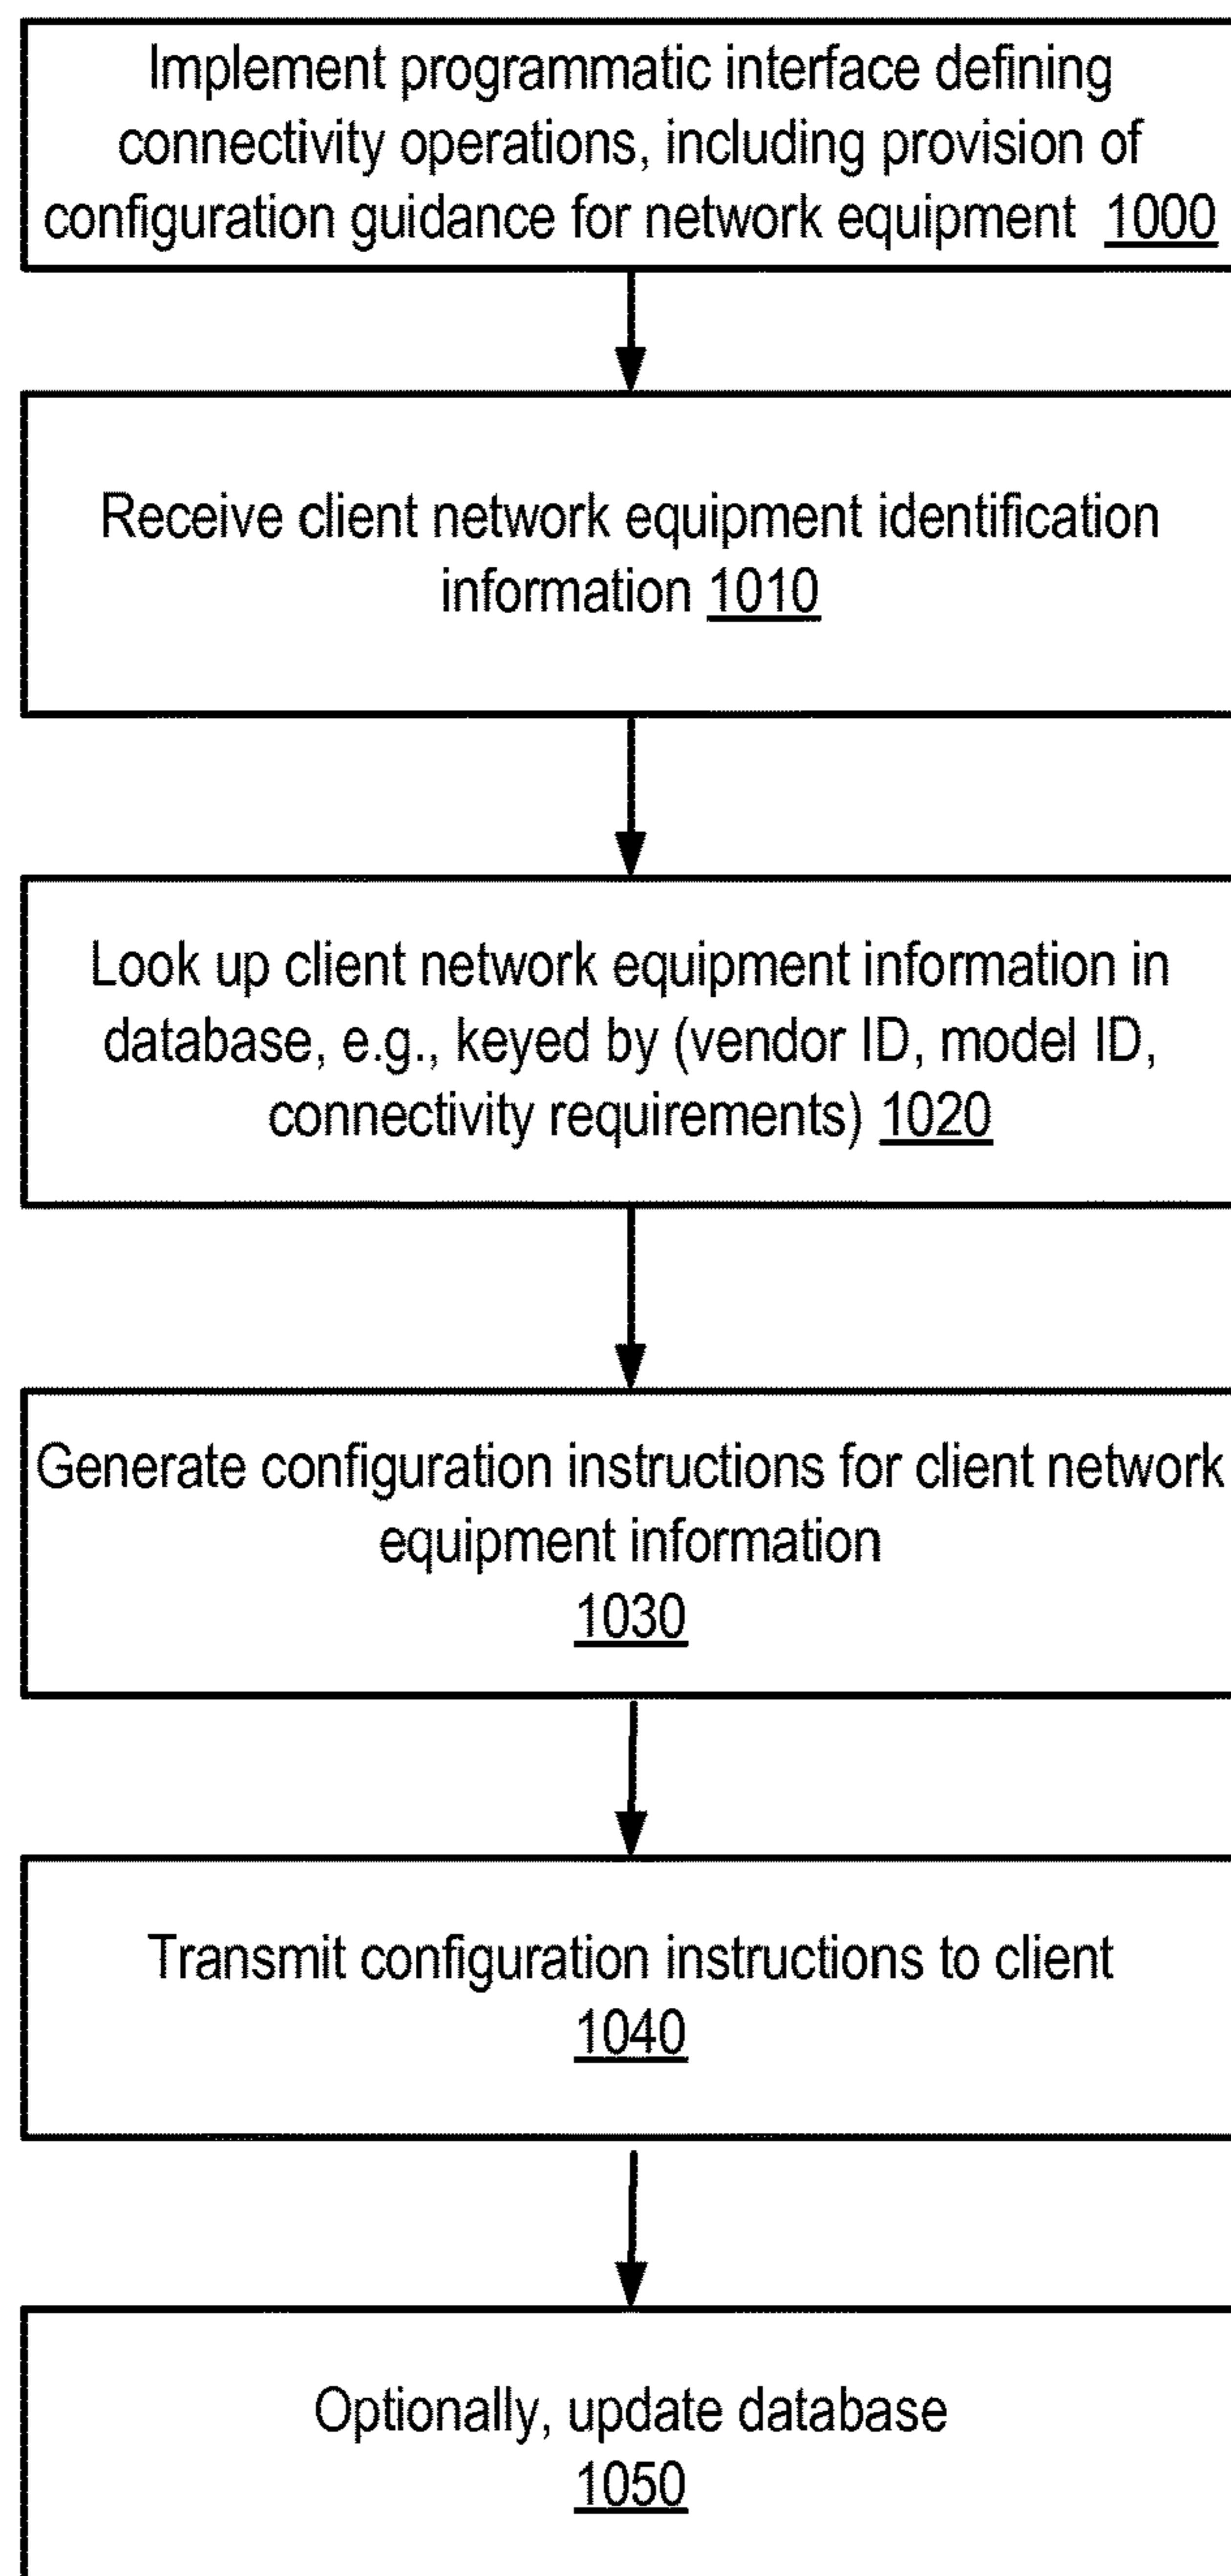 Implement programmatic interface defining
connectivity operations, including provision of
configuration guidance for network equipment 1000
Receive client network equipment identification
information 1010
Look up client network equipment information in
database, e.g., keyed by (vendor ID, model ID,
connectivity requirements) 1020
Generate configuration instructions for client network
equipment information
1030
Transmit configuration instructions to client
1040
Optionally, update database
1050